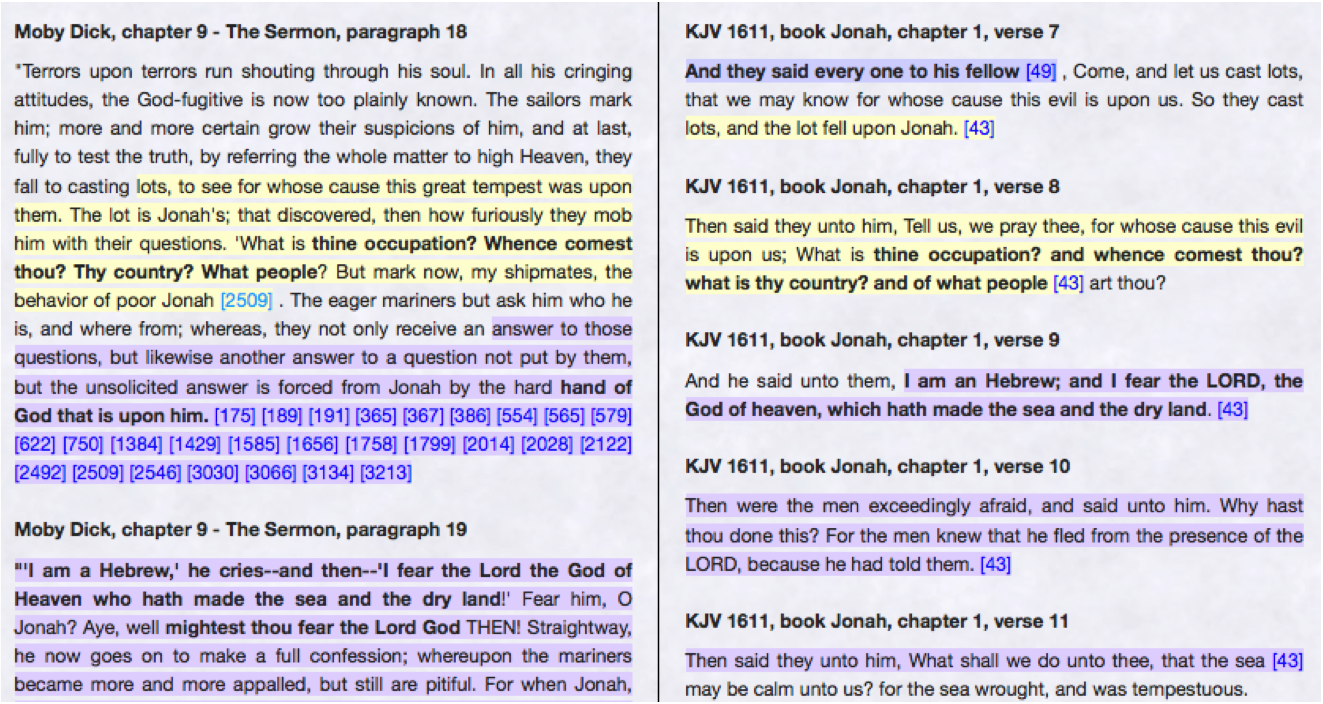 Moby Dick, chapter 9 - The Sermon, paragraph 18
"Terrors upon terrors run shouting through his soul. In all his cringing
attitudes, the God-fugitive is now too plainly known. The sailors mark
him; more and more certain grow their suspicions of him, and at last,
fully to test the truth, by referring the whole matter to high Heaven, they
fall to casting lots, to see for whose cause this great tempest was upon
them. The lot is Jonah's; that discovered, then how furiously they mob
him with their questions. 'What is thine occupation? Whence comest
thou? Thy country? What people? But mark now, my shipmates, the
behavior of poor Jonah [2509] . The eager mariners but ask him who he
is, and where from; whereas, they not only receive an answer to those
questions, but likewise another answer to a question not put by them,
but the unsolicited answer is forced from Jonah by the hard hand of
God that is upon him. [175] [189] [191] [365] [367] [386] [554] [565] [579]
[622] [750] [1384] [1429] [1585] [1656] [1758] [1799] [2014] [2028] [2122]
[2492] [2509] [2546] [3030] [3066] [3134] [3213]
Moby Dick, chapter 9 - The Sermon, paragraph 19
"'I am a Hebrew,' he cries--and then--'I fear the Lord the God of
Heaven who hath made the sea and the dry land!' Fear him, O
Jonah? Aye, well mightest thou fear the Lord God THEN! Straightway,
he now goes on to make a full confession; whereupon the mariners
became more and more appalled, but still are pitiful. For when Jonah,
KJV 1611, book Jonah, chapter 1, verse 7
And they said every one to his fellow [49] , Come, and let us cast lots,
that we may know for whose cause this evil is upon us. So they cast
lots, and the lot fell upon Jonah. [43]
KJV 1611, book Jonah, chapter 1, verse 8
Then said they unto him, Tell us, we pray thee, for whose cause this evil
is upon us; What is thine occupation? and whence comest thou?
what is thy country? and of what people [43] art thou?
KJV 1611, book Jonah, chapter 1, verse 9
And he said unto them, I am an Hebrew; and I fear the LORD, the
God of heaven, which hath made the sea and the dry land. [43]
KJV 1611, book Jonah, chapter 1, verse 10
Then were the men exceedingly afraid, and said unto him. Why hast
thou done this? For the men knew that he fled from the presence of the
LORD, because he had told them. [43]
KJV 1611, book Jonah, chapter 1, verse 11
Then said they unto him, What shall we do unto thee, that the sea [43]
may be calm unto us? for the sea wrought, and was tempestuous.